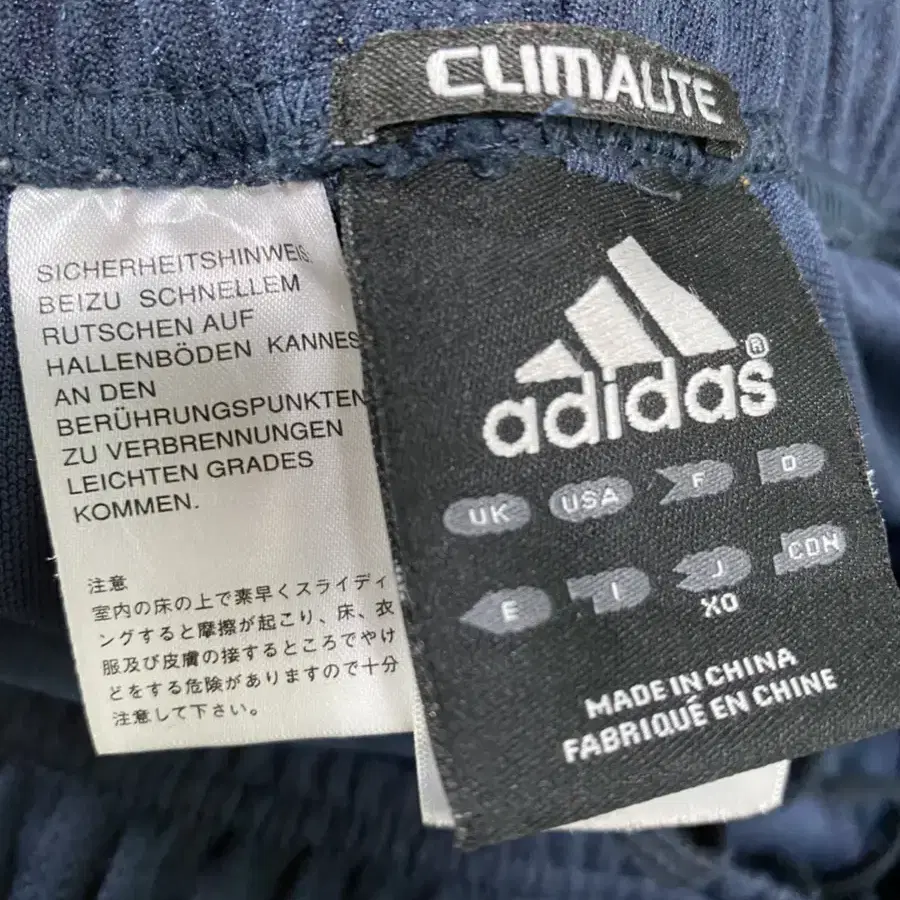 CLIMALITE
SICHERHEITSHINWEIS:
BEIZU SCHNELLEM
RUTSCHEN AUF
HALLENBÖDEN KANNES
AN DEN
BERÜHRUNGSPUNKTEN
ZU VERBRENNUNGEN
LEICHTEN GRADES
KOMMEN.
注意
室内の床の上で素早くスライディ
ングすると摩擦が起こり、床、衣
服及び皮膚の接するところでやけ
どをする危険がありますので十分
注意して下さい。
adidas®
UK USA F D
E I J CDN
XO
MADE IN CHINA
FABRIQUÉ EN CHINE